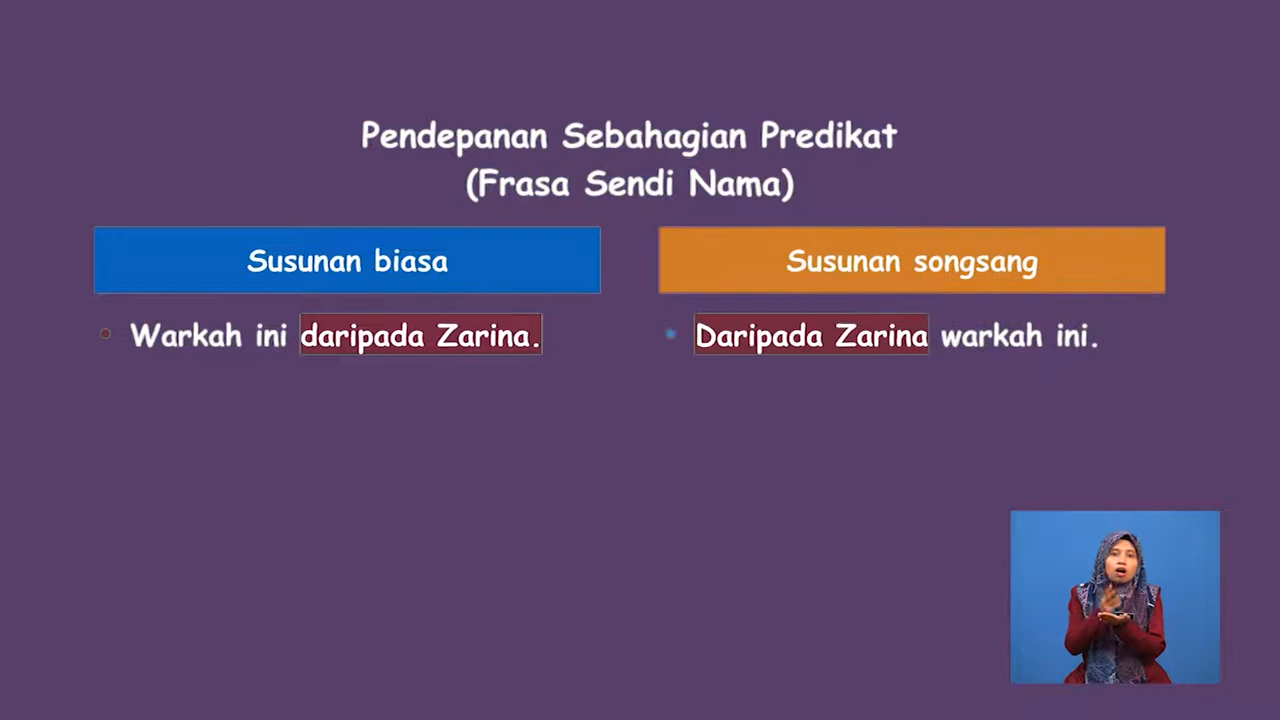 Pendepanan Sebahagian Predikat
(Frasa Sendi Nama)
Susunan biasa
Warkah ini daripada Zarina.
Susunan songsang
Daripada Zarina warkah ini.